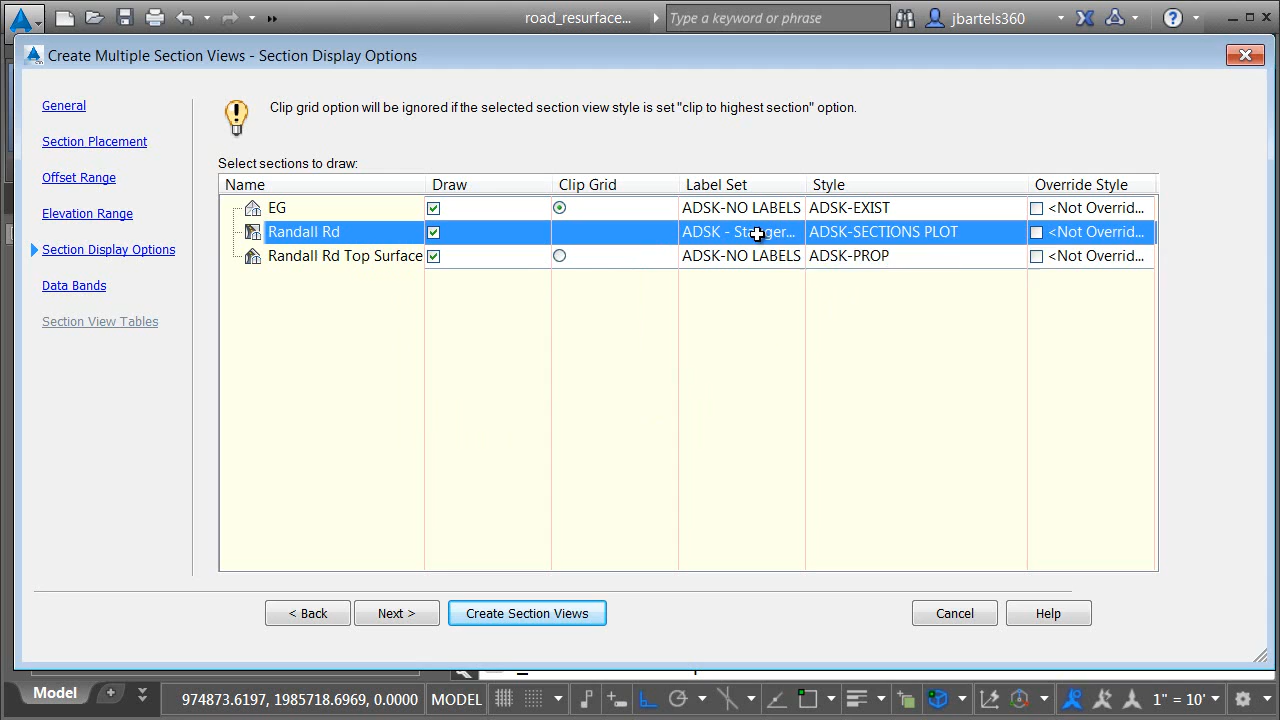 road_resurface...
Type a keyword or phrase
jbartels360
Create Multiple Section Views - Section Display Options
General
Section Placement
Offset Range
Elevation Range
Section Display Options
Data Bands
Section View Tables
Clip grid option will be ignored if the selected section view style is set "clip to highest section" option.
Select sections to draw:
Name Draw Clip Grid Label Set Style Override Style
EG ADSK-NO LABELS ADSK-EXIST <Not Overrid...
Randall Rd ADSK - ADSK-SECTIONS PLOT <Not Overrid...
Randall Rd Top Surface ADSK-NO LABELS ADSK-PROP <Not Overrid...
< Back Next > Create Section Views Cancel Help
Model 974873.6197, 1985718.6969, 0.0000 MODEL 1" = 10'